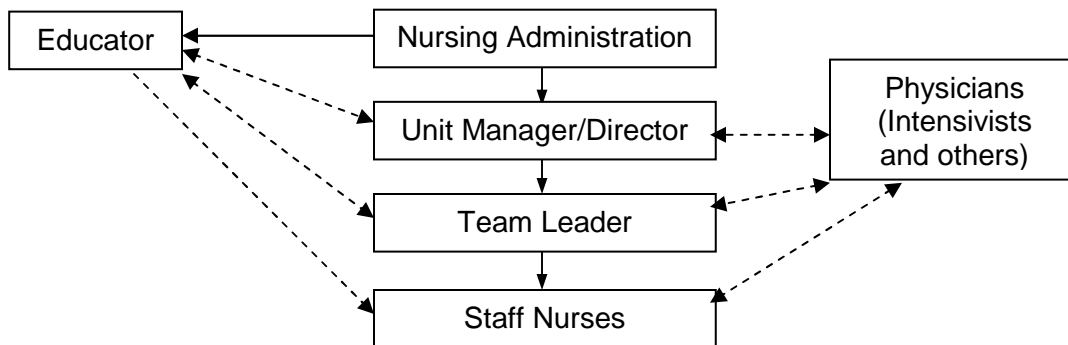 Educator
Nursing Administration
Unit Manager/Director
Physicians
(Intensivists
and others)
Team Leader
Staff Nurses